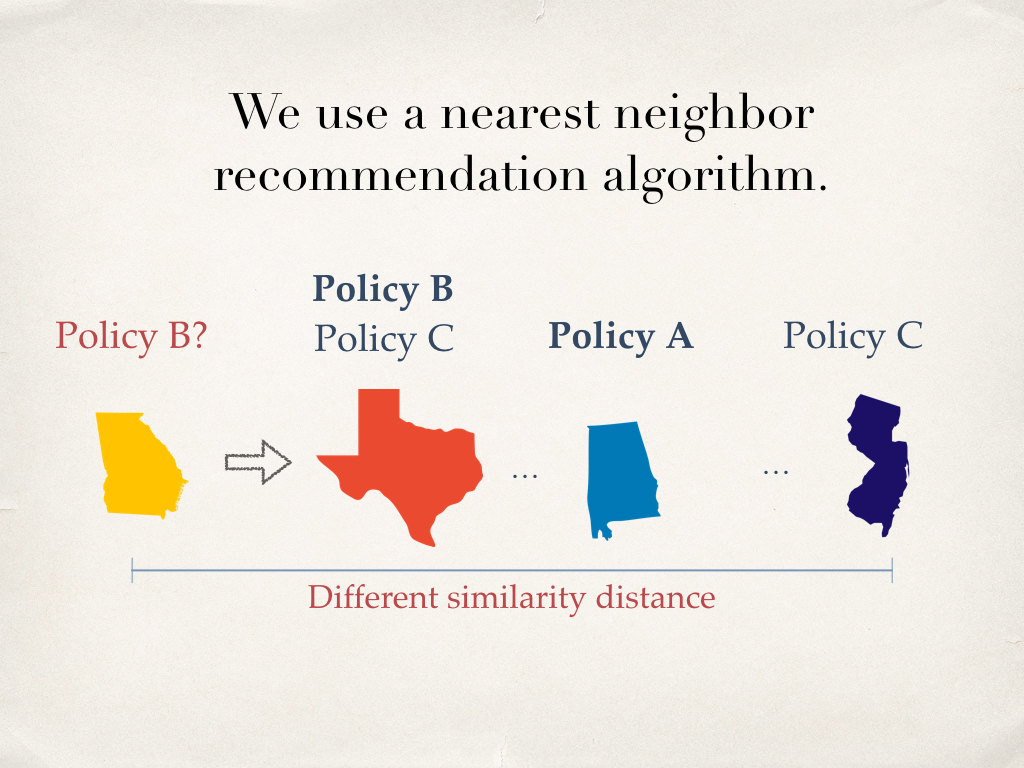 We use a nearest neighbor
recommendation algorithm.
Policy B?
Policy B
Policy C
Policy A
Policy C
...
...
Different similarity distance